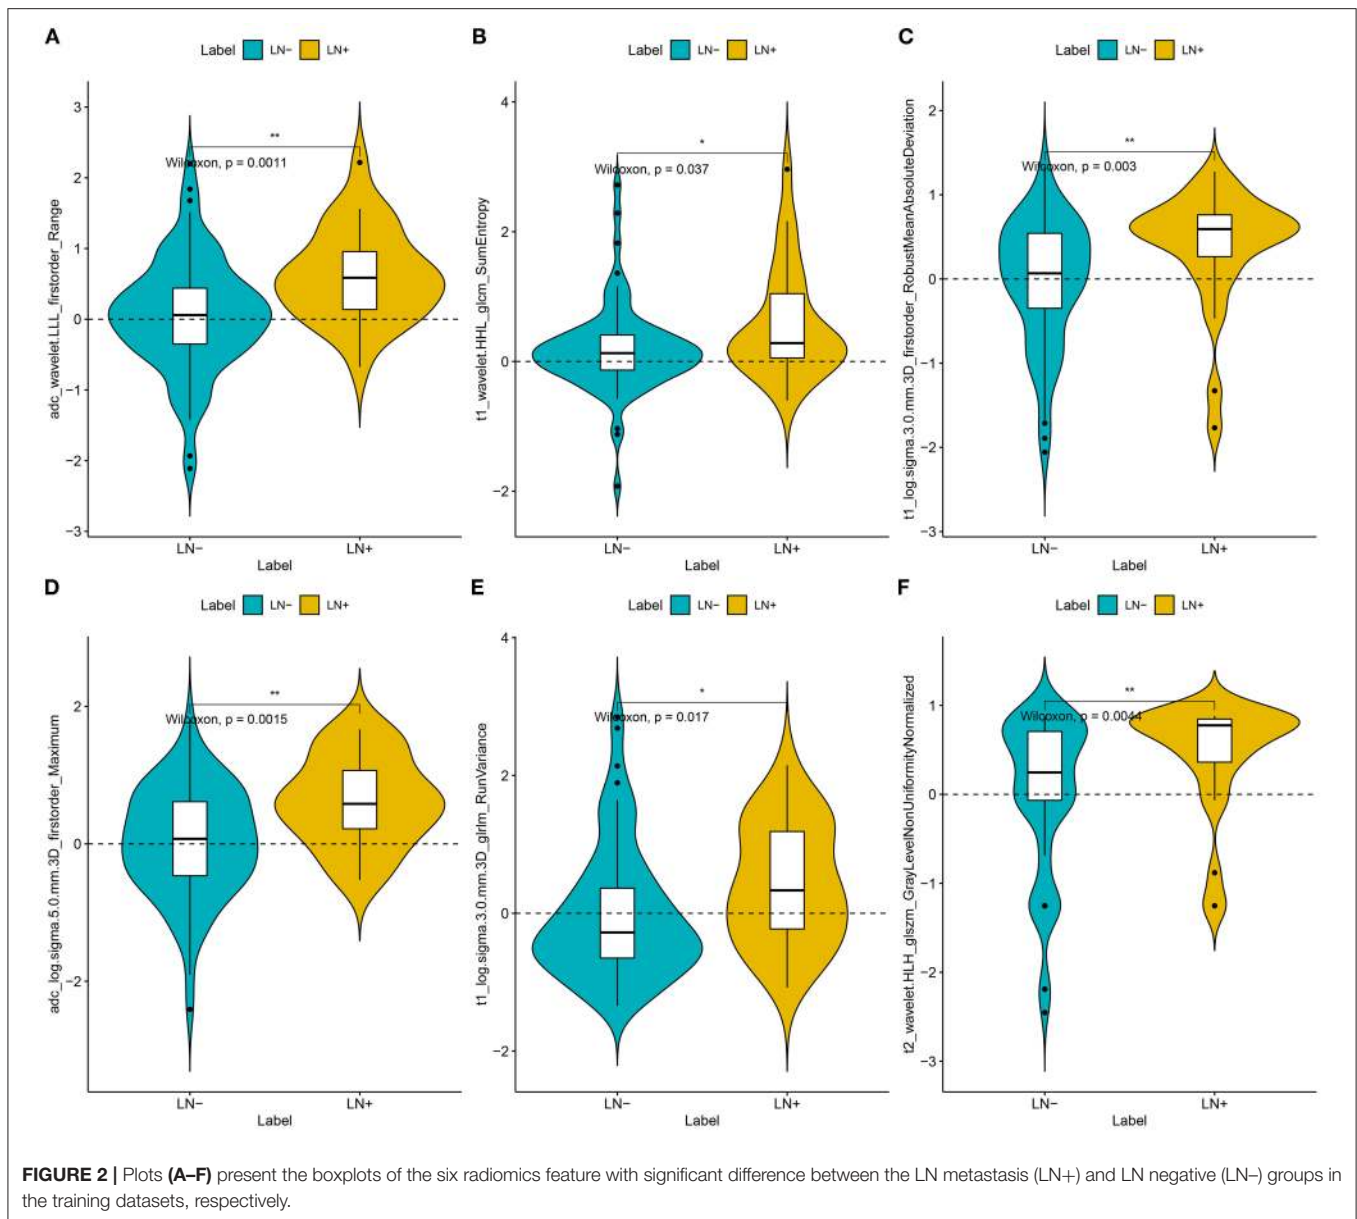 A
Label LN− LN+
3
2
1
0
−1
−2
−3
adc_wavelet.LLL_firstorder_Range
**
Wilcoxon, p = 0.0011
LN− LN+
Label
B
Label LN− LN+
4
2
0
−2
t1_wavelet.HHL_glcm_SumEntropy
*
Wilcoxon, p = 0.037
LN− LN+
Label
C
Label LN− LN+
2
1
0
−1
−2
−3
t1_log.sigma.3.0.mm.3D_firstorder_RobustMeanAbsoluteDeviation
**
Wilcoxon, p = 0.003
LN− LN+
Label
D
Label LN− LN+
2
0
−2
adc_log.sigma.5.0.mm.3D_firstorder_Maximum
**
Wilcoxon, p = 0.0015
LN− LN+
Label
E
Label LN− LN+
4
2
0
−2
t1_log.sigma.3.0.mm.3D_glrlm_RunVariance
*
Wilcoxon, p = 0.017
LN− LN+
Label
F
Label LN− LN+
1
0
−1
−2
−3
t2_wavelet.HLH_glszm_GrayLevelNonUniformityNormalized
**
Wilcoxon, p = 0.0044
LN− LN+
Label
FIGURE 2 | Plots (A–F) present the boxplots of the six radiomics feature with significant difference between the LN metastasis (LN+) and LN negative (LN–) groups in
the training datasets, respectively.